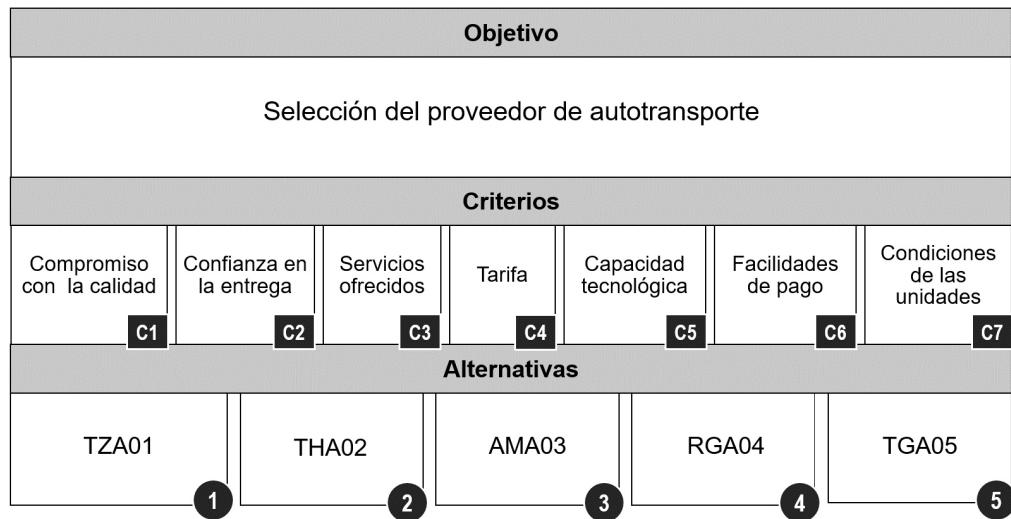 Objetivo
Selección del proveedor de autotransporte
Criterios
Compromiso
con la calidad
C1
Confianza en
la entrega
C2
Servicios
ofrecidos
C3
Tarifa
C4
Capacidad
tecnológica
C5
Facilidades
de pago
C6
Condiciones
de las
unidades
C7
Alternativas
TZA01
1
THA02
2
AMA03
3
RGA04
4
TGA05
5